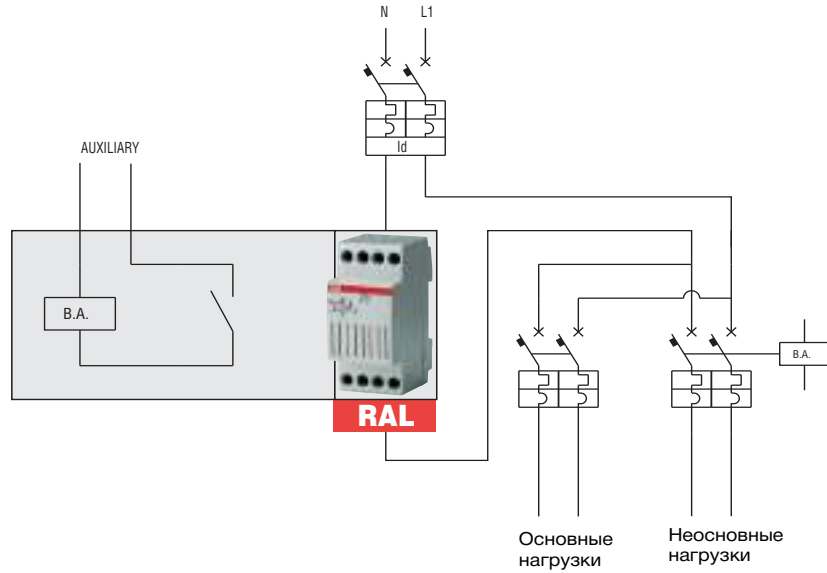 N L1
Id
AUXILIARY
B.A.
RAL
B.A.
Основные
нагрузки
Неосновные
нагрузки